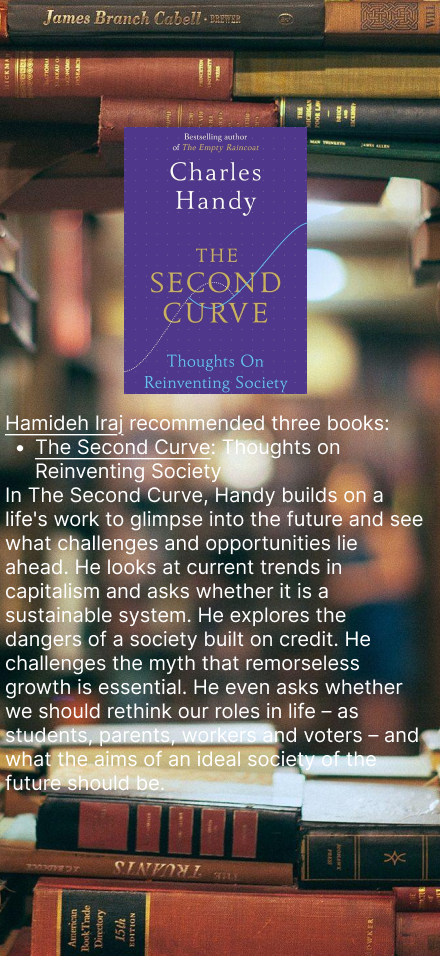 James Branch Cabell • BREWER
Bestselling author
of The Empty Raincoat
Charles
Handy
THE
SECOND
CURVE
Thoughts On
Reinventing Society
Hamideh Iraj recommended three books:
• The Second Curve: Thoughts on
Reinventing Society
In The Second Curve, Handy builds on a
life's work to glimpse into the future and see
what challenges and opportunities lie
ahead. He looks at current trends in
capitalism and asks whether it is a
sustainable system. He explores the
dangers of a society built on credit. He
challenges the myth that remorseless
growth is essential. He even asks whether
we should rethink our roles in life – as
students, parents, workers and voters – and
what the aims of an ideal society of the
future should be.
THE TRUANTS
American
Book Trade
Directory
15th
EDITION